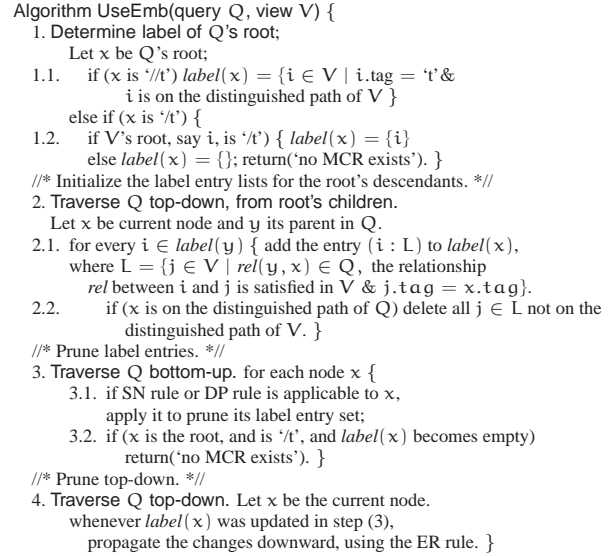 Algorithm UseEmb(query Q, view V) {
1. Determine label of Q's root;
Let x be Q's root;
1.1. if (x is '//t') label(x) = {i ∈ V | i.tag = 't' &
i is on the distinguished path of V }
else if (x is '/t') {
1.2. if V's root, say i, is '/t') { label(x) = {i}
else label(x) = {}; return('no MCR exists'). }
//* Initialize the label entry lists for the root's descendants. *//
2. Traverse Q top-down, from root's children.
Let x be current node and y its parent in Q.
2.1. for every i ∈ label(y) { add the entry (i : L) to label(x),
where L = {j ∈ V | rel(y, x) ∈ Q, the relationship
rel between i and j is satisfied in V & j.tag = x.tag}.
2.2. if (x is on the distinguished path of Q) delete all j ∈ L not on the
distinguished path of V. }
//* Prune label entries. *//
3. Traverse Q bottom-up. for each node x {
3.1. if SN rule or DP rule is applicable to x,
apply it to prune its label entry set;
3.2. if (x is the root, and is '/t', and label(x) becomes empty)
return('no MCR exists'). }
//* Prune top-down. *//
4. Traverse Q top-down. Let x be the current node.
whenever label(x) was updated in step (3),
propagate the changes downward, using the ER rule. }